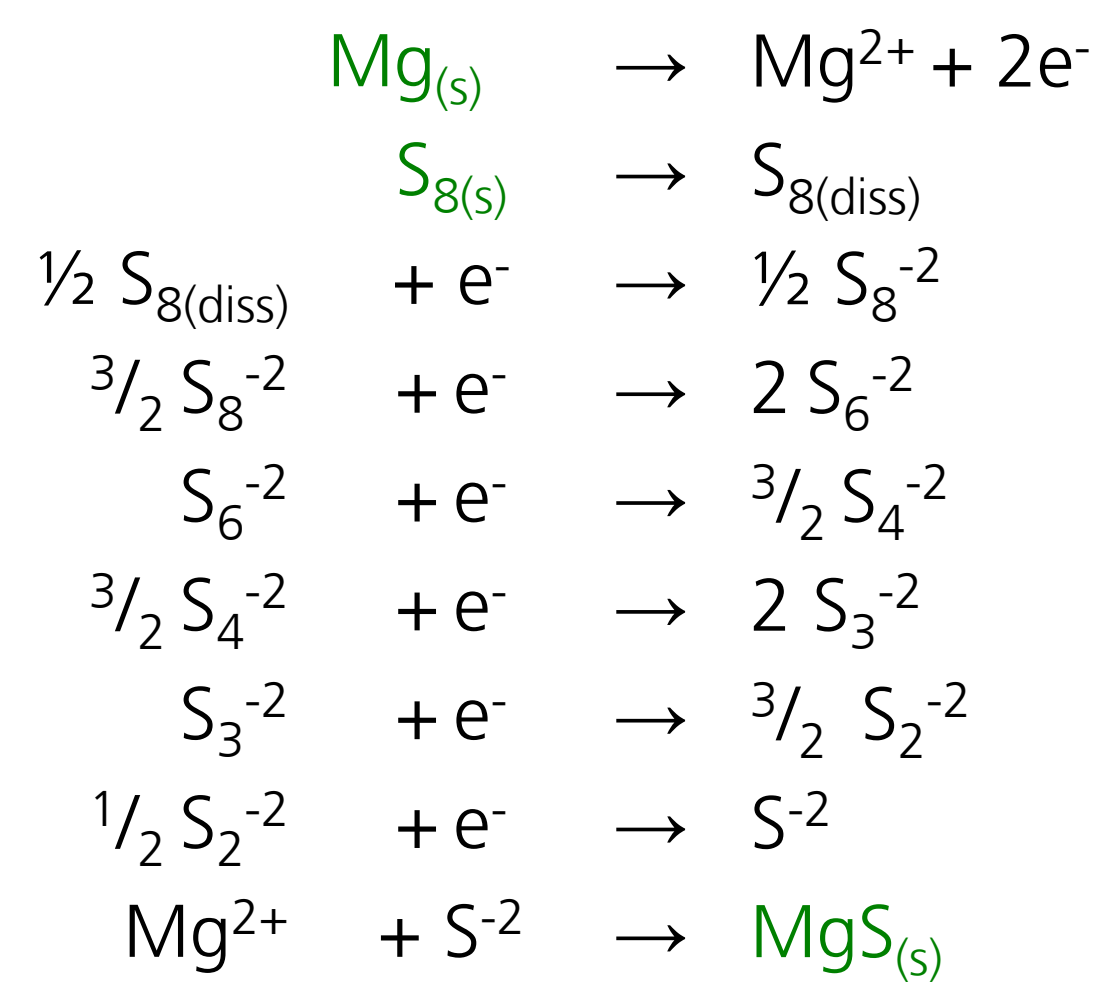 Mg(s) → Mg²⁺ + 2e⁻
S₈(s) → S₈(diss)
½ S₈(diss) + e⁻ → ½ S₈⁻²
³/₂ S₈⁻² + e⁻ → 2 S₆⁻²
S₆⁻² + e⁻ → ³/₂ S₄⁻²
³/₂ S₄⁻² + e⁻ → 2 S₃⁻²
S₃⁻² + e⁻ → ³/₂ S₂⁻²
¹/₂ S₂⁻² + e⁻ → S⁻²
Mg²⁺ + S⁻² → MgS(s)